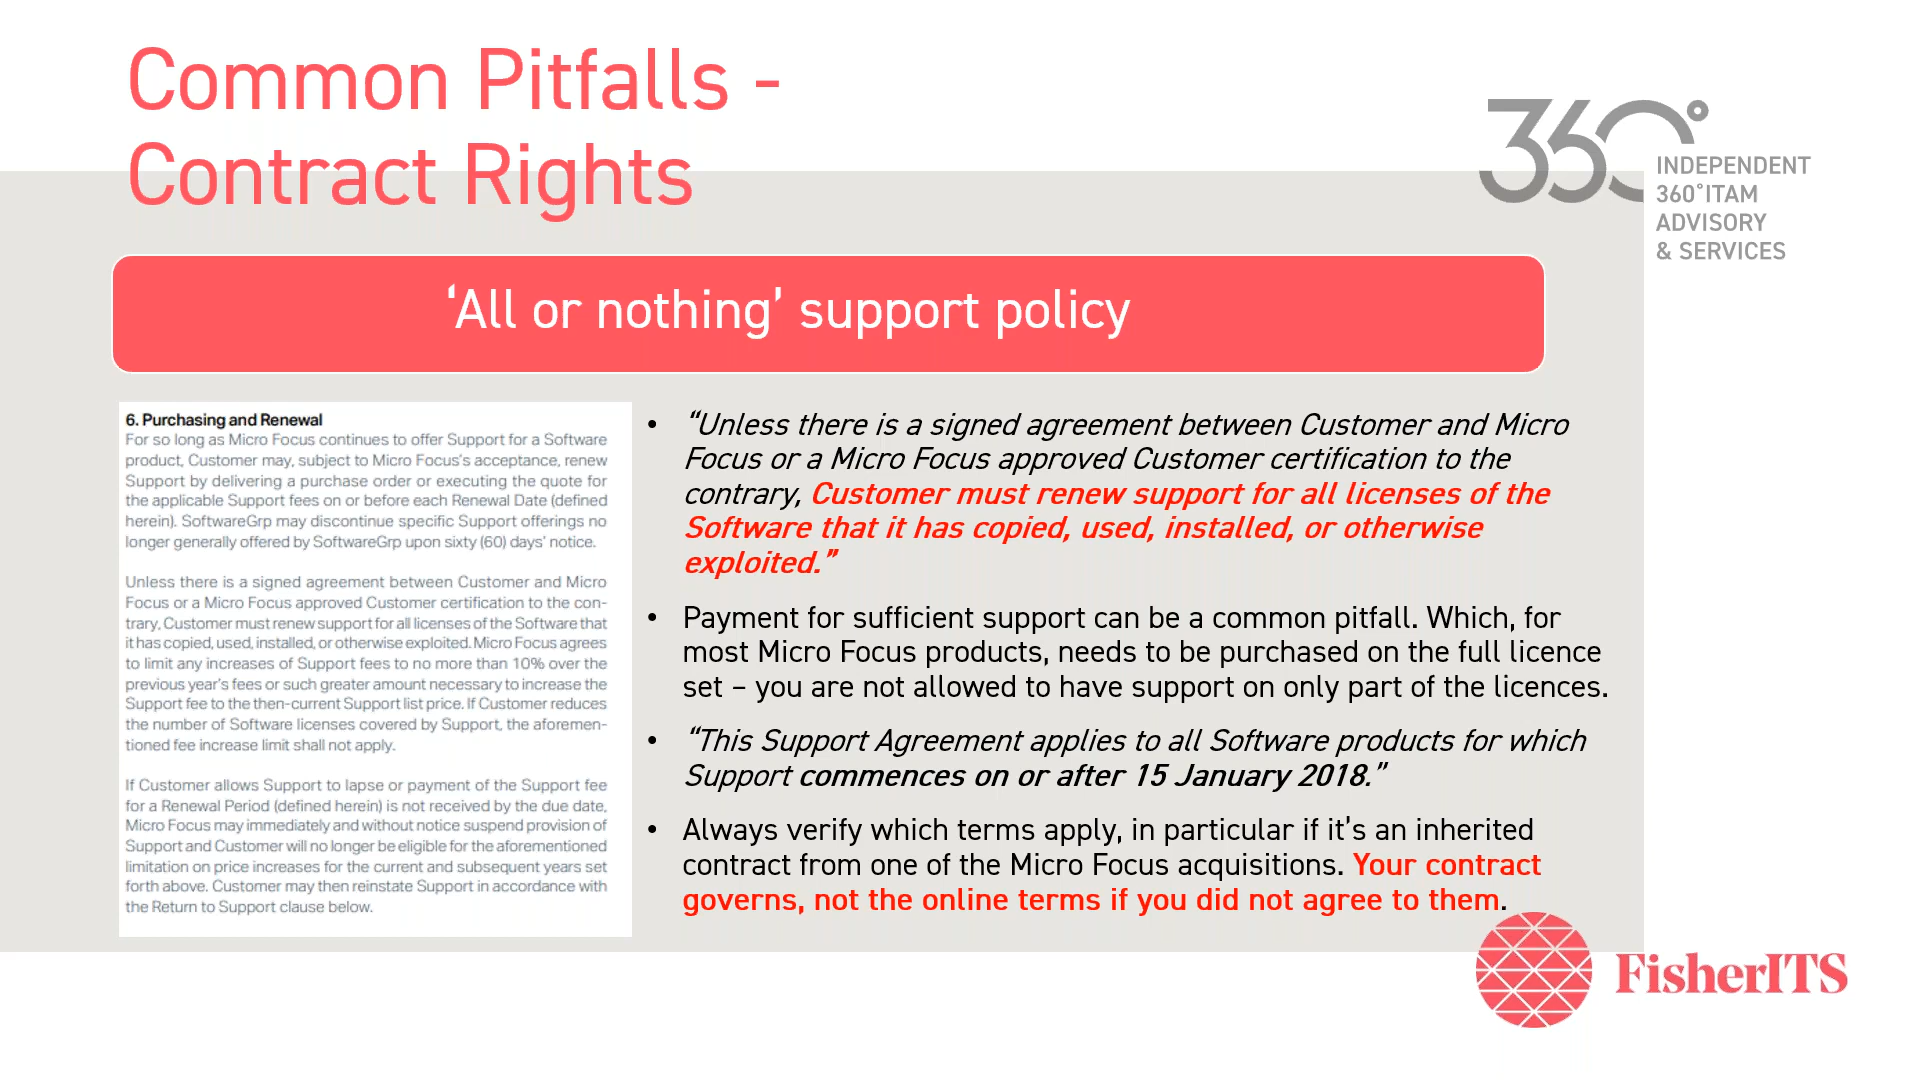 Common Pitfalls -
Contract Rights
360°
INDEPENDENT
360°ITAM
ADVISORY
& SERVICES
‘All or nothing’ support policy
6. Purchasing and Renewal
For so long as Micro Focus continues to offer Support for a Software
product, Customer may, subject to Micro Focus’s acceptance, renew
Support by delivering a purchase order or executing the quote for
the applicable Support fees on or before each Renewal Date (defined
herein). SoftwareGrp may discontinue specific Support offerings no
longer generally offered by SoftwareGrp upon sixty (60) days’ notice.
Unless there is a signed agreement between Customer and Micro
Focus or a Micro Focus approved Customer certification to the con-
trary, Customer must renew support for all licenses of the Software that
it has copied, used, installed, or otherwise exploited. Micro Focus agrees
to limit any increases of Support fees to no more than 10% over the
previous year’s fees or such greater amount necessary to increase the
Support fee to the then-current Support list price. If Customer reduces
the number of Software licenses covered by Support, the aforemen-
tioned fee increase limit shall not apply.
If Customer allows Support to lapse or payment of the Support fee
for a Renewal Period (defined herein) is not received by the due date,
Micro Focus may immediately and without notice suspend provision of
Support and Customer will no longer be eligible for the aforementioned
limitation on price increases for the current and subsequent years set
forth above. Customer may then reinstate Support in accordance with
the Return to Support clause below.
• “Unless there is a signed agreement between Customer and Micro
Focus or a Micro Focus approved Customer certification to the
contrary, Customer must renew support for all licenses of the
Software that it has copied, used, installed, or otherwise
exploited.”
• Payment for sufficient support can be a common pitfall. Which, for
most Micro Focus products, needs to be purchased on the full licence
set – you are not allowed to have support on only part of the licences.
• “This Support Agreement applies to all Software products for which
Support commences on or after 15 January 2018.”
• Always verify which terms apply, in particular if it’s an inherited
contract from one of the Micro Focus acquisitions. Your contract
governs, not the online terms if you did not agree to them.
FisherITS